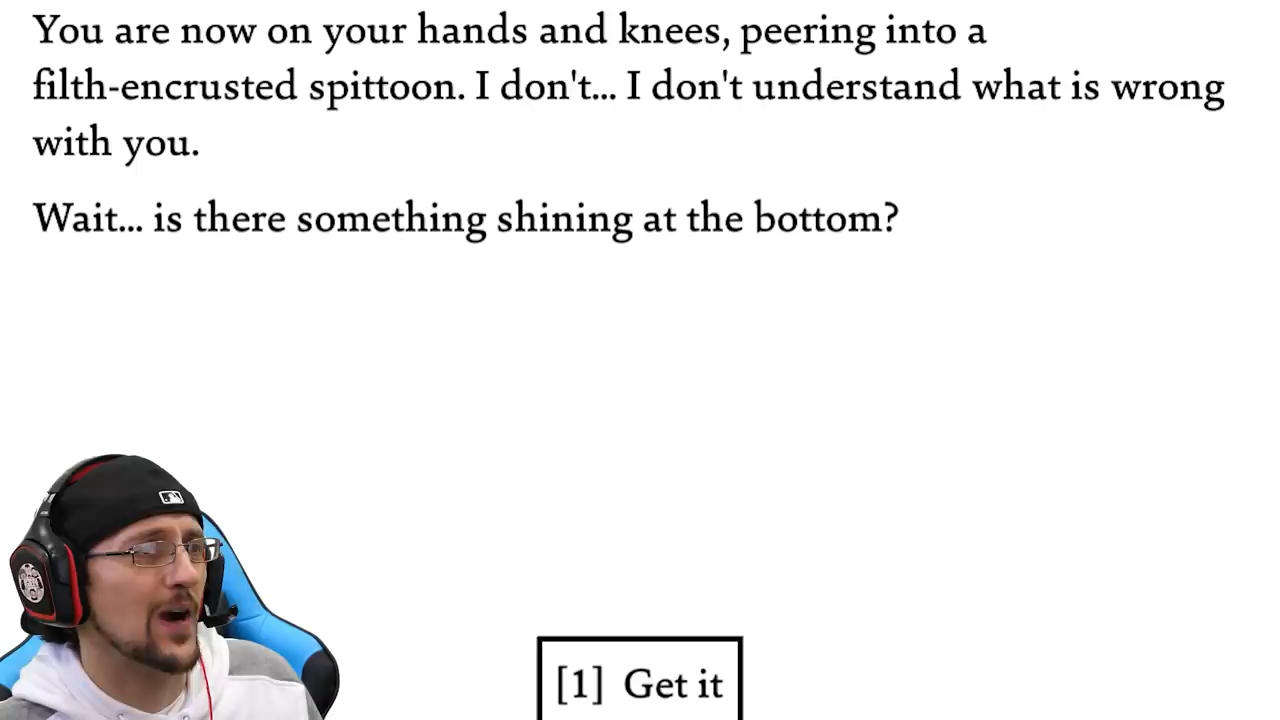 You are now on your hands and knees, peering into a
filth-encrusted spittoon. I don't... I don't understand what is wrong
with you.
Wait... is there something shining at the bottom?
[1] Get it